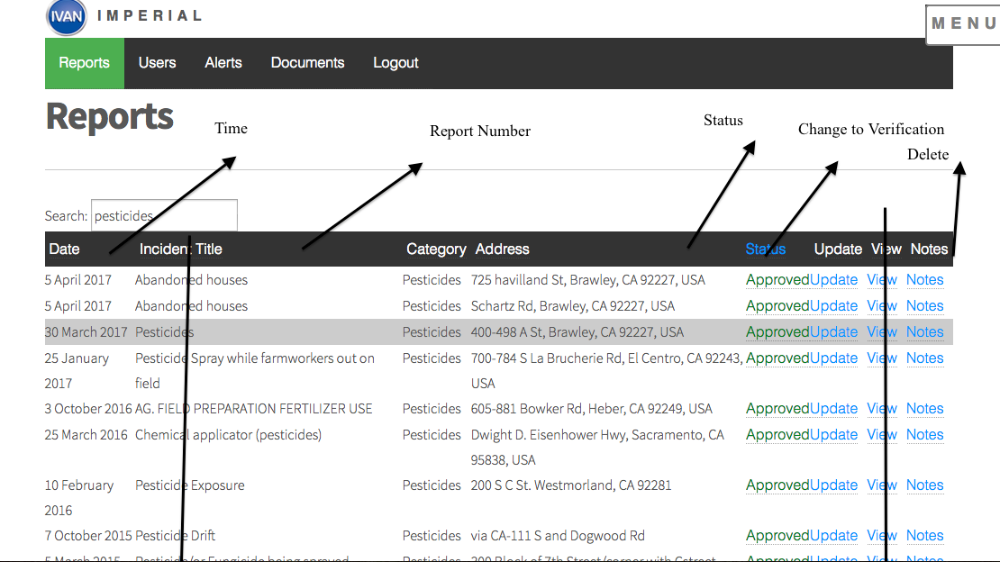 IVAN IMPERIAL
MENU
Reports Users Alerts Documents Logout
Reports
Time
Report Number
Status
Change to Verification
Delete
Search: pesticides
Date Incident Title Category Address Status Update View Notes
5 April 2017 Abandoned houses Pesticides 725 havilland St, Brawley, CA 92227, USA Approved Update View Notes
5 April 2017 Abandoned houses Pesticides Schartz Rd, Brawley, CA 92227, USA Approved Update View Notes
30 March 2017 Pesticides Pesticides 400-498 A St, Brawley, CA 92227, USA Approved Update View Notes
25 January Pesticide Spray while farmworkers out on Pesticides 700-784 S La Brucherie Rd, El Centro, CA 92243, Approved Update View Notes
2017 field USA
3 October 2016 AG. FIELD PREPARATION FERTILIZER USE Pesticides 605-881 Bowker Rd, Heber, CA 92249, USA Approved Update View Notes
25 March 2016 Chemical applicator (pesticides) Pesticides Dwight D. Eisenhower Hwy, Sacramento, CA Approved Update View Notes
95838, USA
10 February Pesticide Exposure Pesticides 200 S C St. Westmorland, CA 92281 Approved Update View Notes
2016
7 October 2015 Pesticide Drift Pesticides via CA-111 S and Dogwood Rd Approved Update View Notes
5 March 2015 Pesticide/or Fungicide being sprayed Pesticides 300 Block of 7th Street/corner with Gstreet Approved Update View Notes